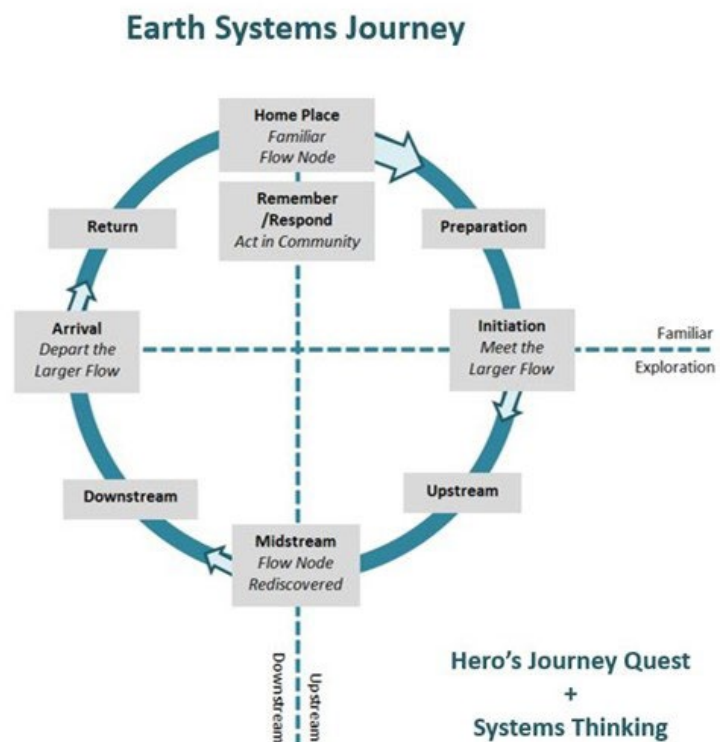 Earth Systems Journey
Home Place
Familiar
Flow Node
Remember
/Respond
Act in Community
Return
Preparation
Arrival
Depart the
Larger Flow
Initiation
Meet the
Larger Flow
Familiar
Exploration
Downstream
Upstream
Midstream
Flow Node
Rediscovered
Downstream
Upstream
Hero's Journey Quest
+
Systems Thinking